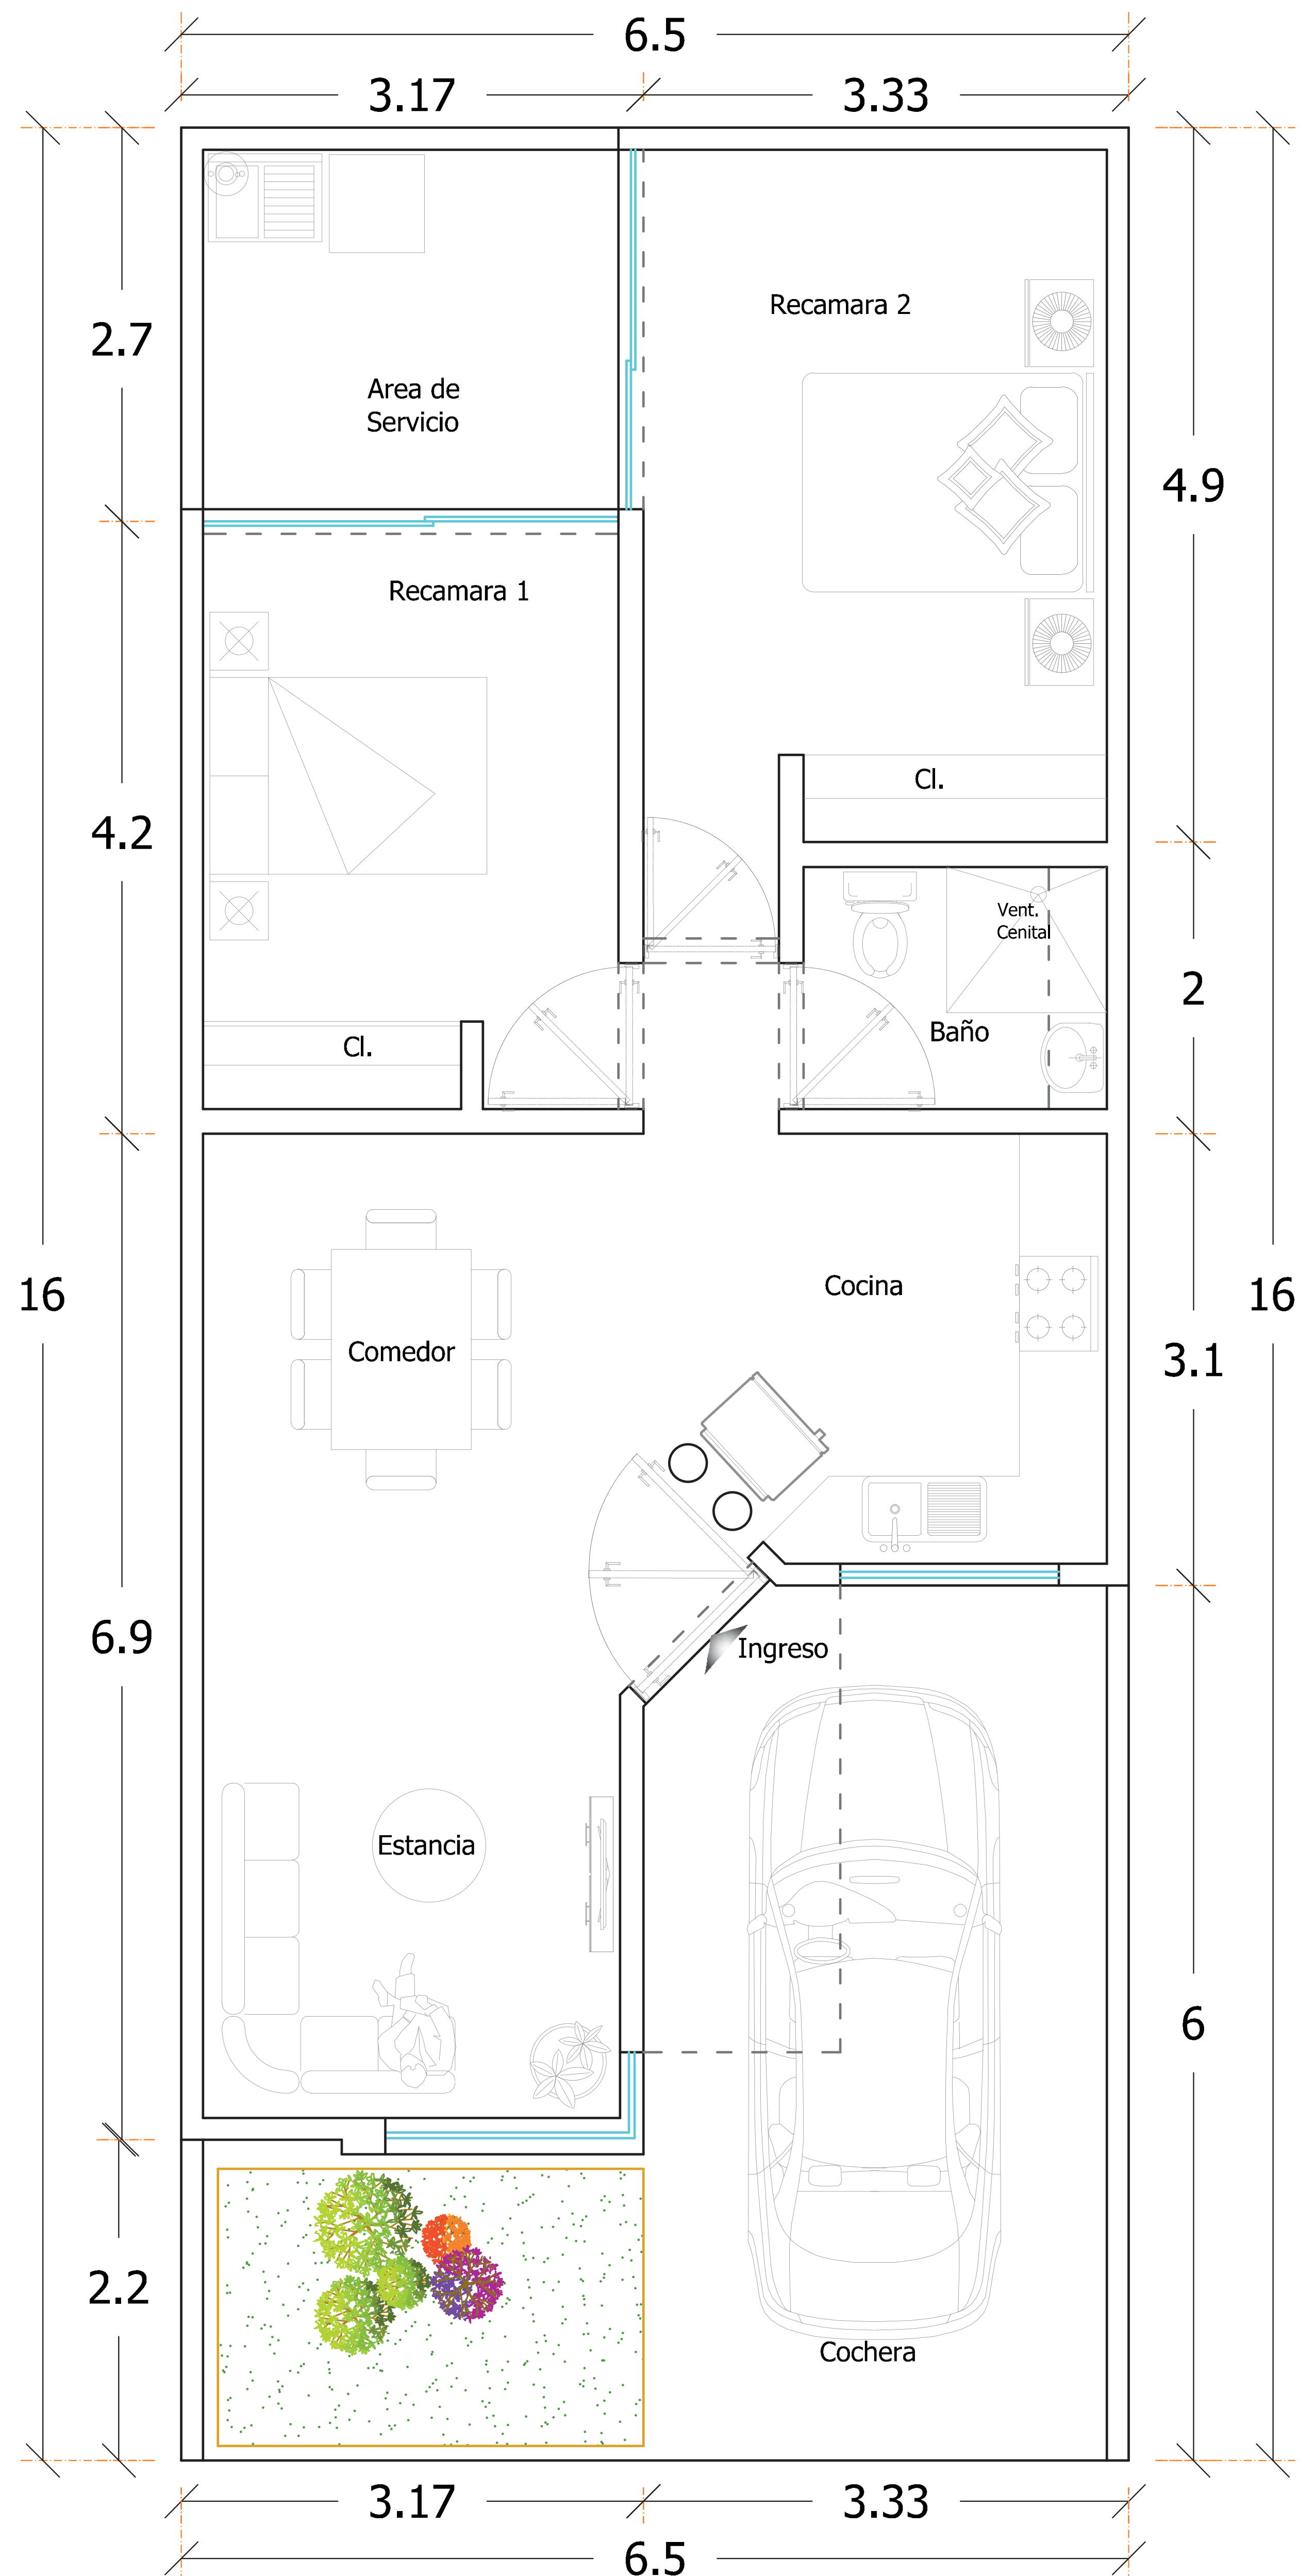 6.5
3.17
3.33
2.7
Recamara 2
Area de
Servicio
4.9
Recamara 1
Cl.
4.2
Vent.
Cenital
2
Baño
Cl.
16
Cocina
16
Comedor
3.1
6.9
Ingreso
Estancia
6
2.2
Cochera
3.17
3.33
6.5